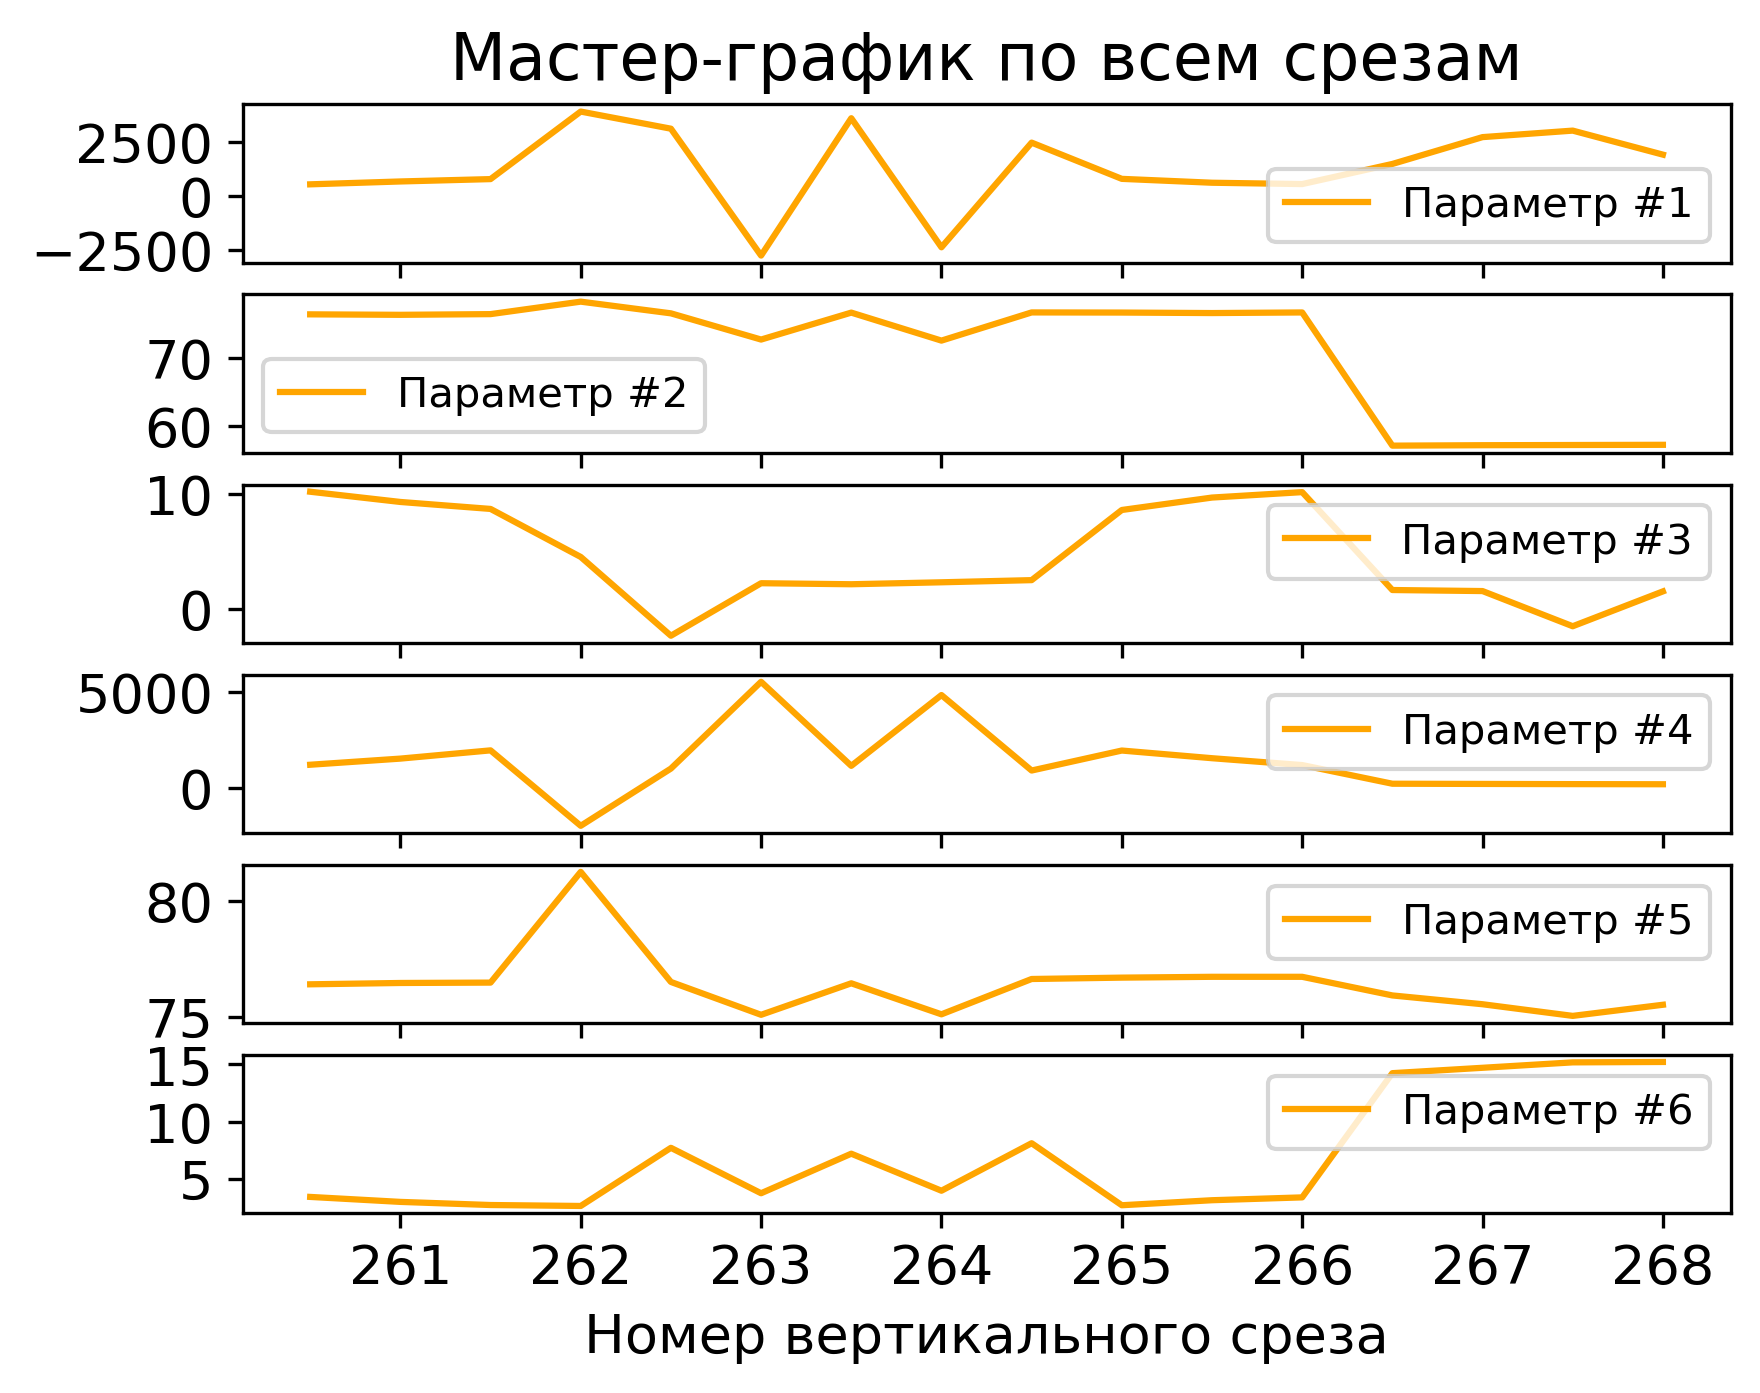 Мастер-график по всем срезам
2500
0
−2500
Параметр #1
70
60
Параметр #2
10
0
Параметр #3
5000
0
Параметр #4
80
75
Параметр #5
15
10
5
Параметр #6
261 262 263 264 265 266 267 268
Номер вертикального среза